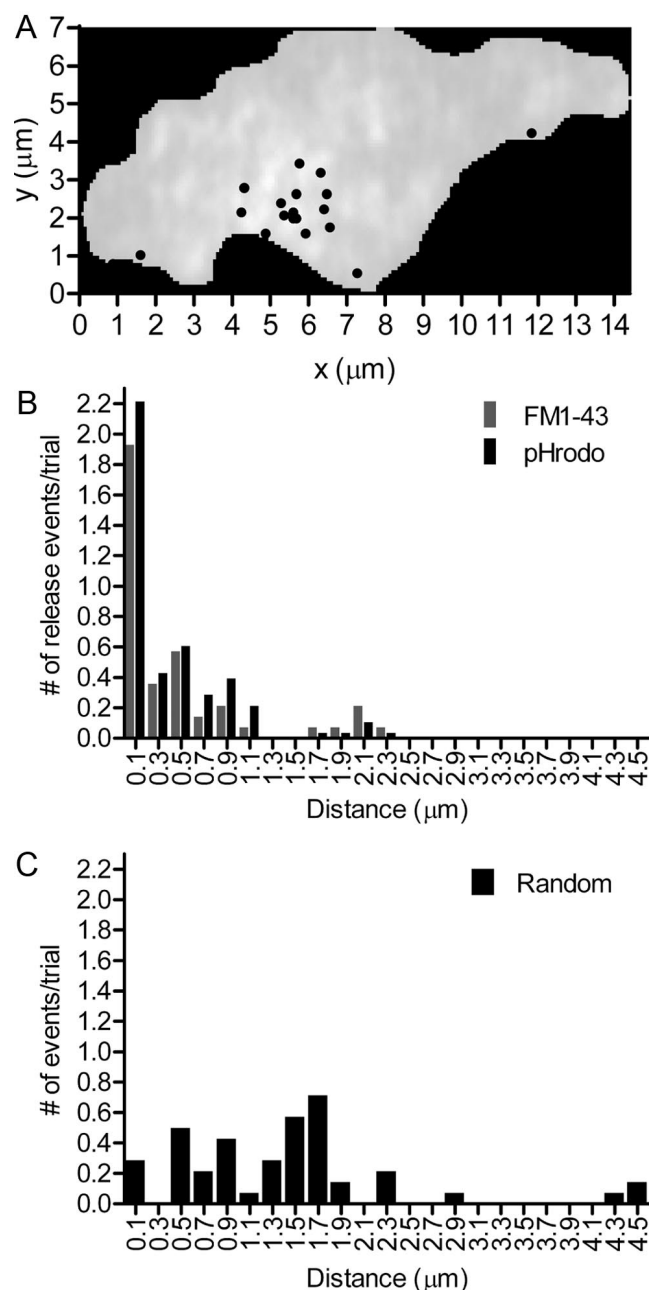 A
7
6
5
4
3
2
1
0
y (μm)
0 1 2 3 4 5 6 7 8 9 10 11 12 13 14
x (μm)
B
2.2
2.0
1.8
1.6
1.4
1.2
1.0
0.8
0.6
0.4
0.2
0.0
# of release events/trial
FM1-43
pHrodo
0.1 0.3 0.5 0.7 0.9 1.1 1.3 1.5 1.7 1.9 2.1 2.3 2.5 2.7 2.9 3.1 3.3 3.5 3.7 3.9 4.1 4.3 4.5
Distance (μm)
C
2.2
2.0
1.8
1.6
1.4
1.2
1.0
0.8
0.6
0.4
0.2
0.0
# of events/trial
Random
0.1 0.3 0.5 0.7 0.9 1.1 1.3 1.5 1.7 1.9 2.1 2.3 2.5 2.7 2.9 3.1 3.3 3.5 3.7 3.9 4.1 4.3 4.5
Distance (μm)